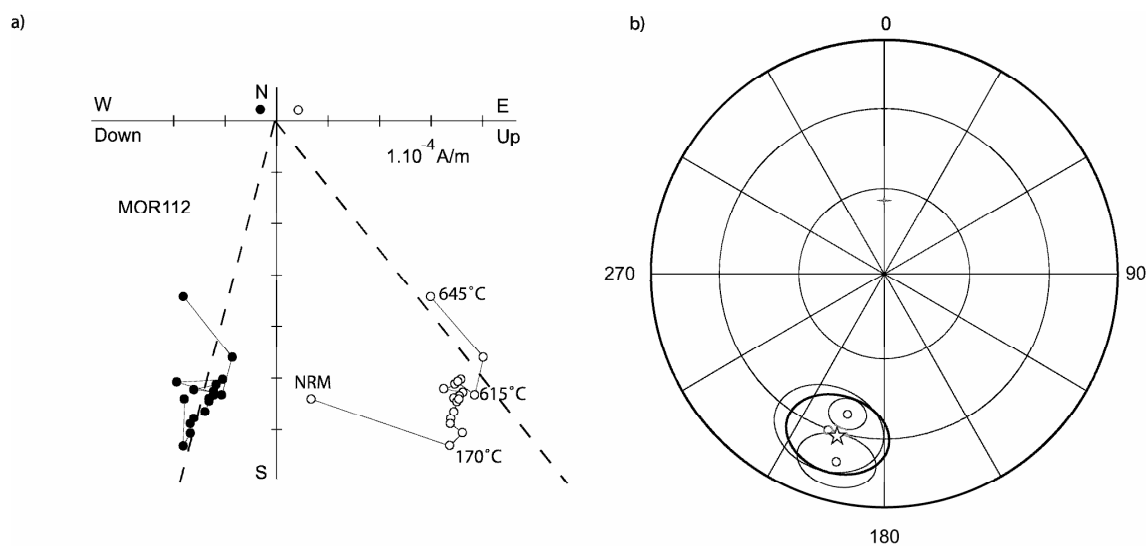 a)
b)
0
N
W
E
Down
Up
1.10⁻⁴ A/m
MOR112
270
90
645˚C
NRM
615˚C
170˚C
S
180